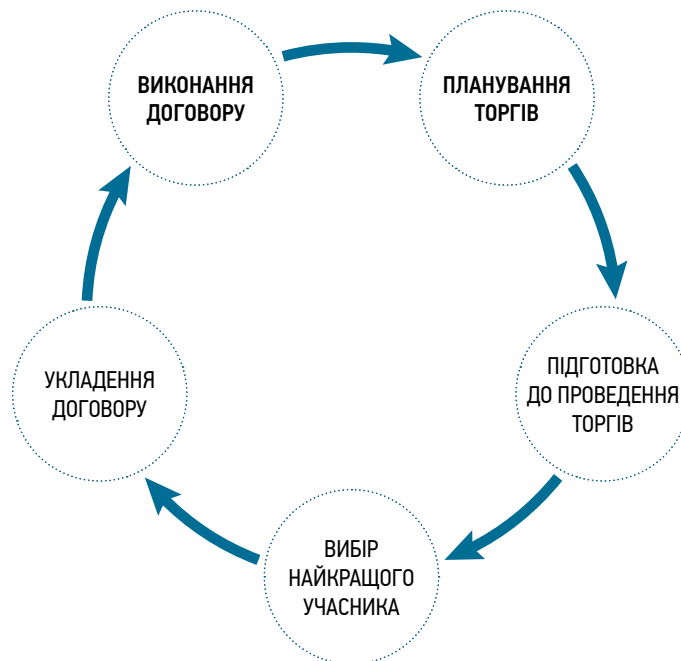 ВИКОНАННЯ
ДОГОВОРУ
ПЛАНУВАННЯ
ТОРГІВ
ПІДГОТОВКА
ДО ПРОВЕДЕННЯ
ТОРГІВ
ВИБІР
НАЙКРАЩОГО
УЧАСНИКА
УКЛАДЕННЯ
ДОГОВОРУ